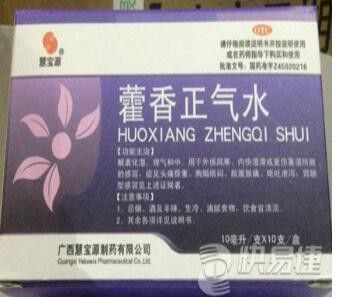 慧宝源
OTC
请仔细阅读说明书并按说明使用
或在药师指导下购买和使用
批准文号:国药准字Z45020216
藿香正气水
HUOXIANG ZHENGQI SHUI
【功能主治】
解表化湿,理气和中。用于外感风寒、内伤湿滞或夏伤暑湿所致
的感冒,症见头痛昏重、胸膈痞闷、脘腹胀痛、呕吐泄泻;胃肠
型感冒见上述证候者。
【注意事项】
1、忌烟、酒及辛辣、生冷、油腻食物,饮食宜清淡。
2、其余各项详见说明书。
广西慧宝源制药有限公司
10毫升/支X10支/盒
Guangxi Hebabiz Pharmaceutical Co., Ltd.
快易捷